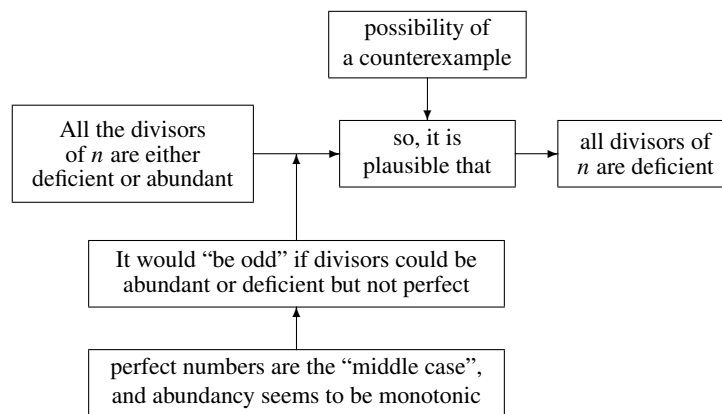 possibility of
a counterexample
All the divisors
of n are either
deficient or abundant
so, it is
plausible that
all divisors of
n are deficient
It would “be odd” if divisors could be
abundant or deficient but not perfect
perfect numbers are the “middle case”,
and abundancy seems to be monotonic